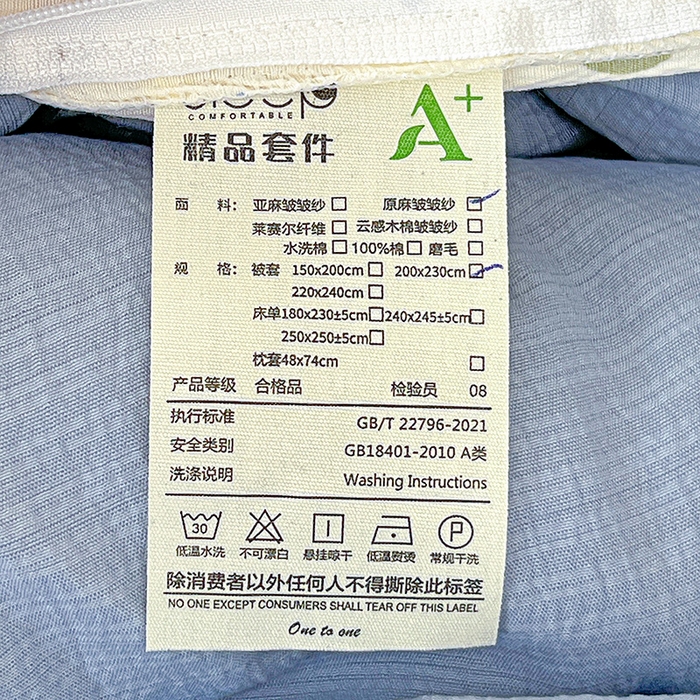 sleep
COMFORTABLE
A+
精品套件
面 料: 亚麻皱皱纱 □ 原麻皱皱纱 □
莱赛尔纤维 □ 云感木棉皱皱纱 □
水洗棉 □ 100%棉 □ 磨毛 □
规 格: 被套 150x200cm □ 200x230cm □
220x240cm □
床单180x230±5cm □ 240x245±5cm □
250x250±5cm □
枕套48x74cm □
产品等级 合格品 检验员 08
执行标准 GB/T 22796-2021
安全类别 GB18401-2010 A类
洗涤说明 Washing Instructions
30 P
低温水洗 不可漂白 悬挂晾干 低温熨烫 常规干洗
除消费者以外任何人不得撕除此标签
NO ONE EXCEPT CONSUMERS SHALL TEAR OFF THIS LABEL
One to one